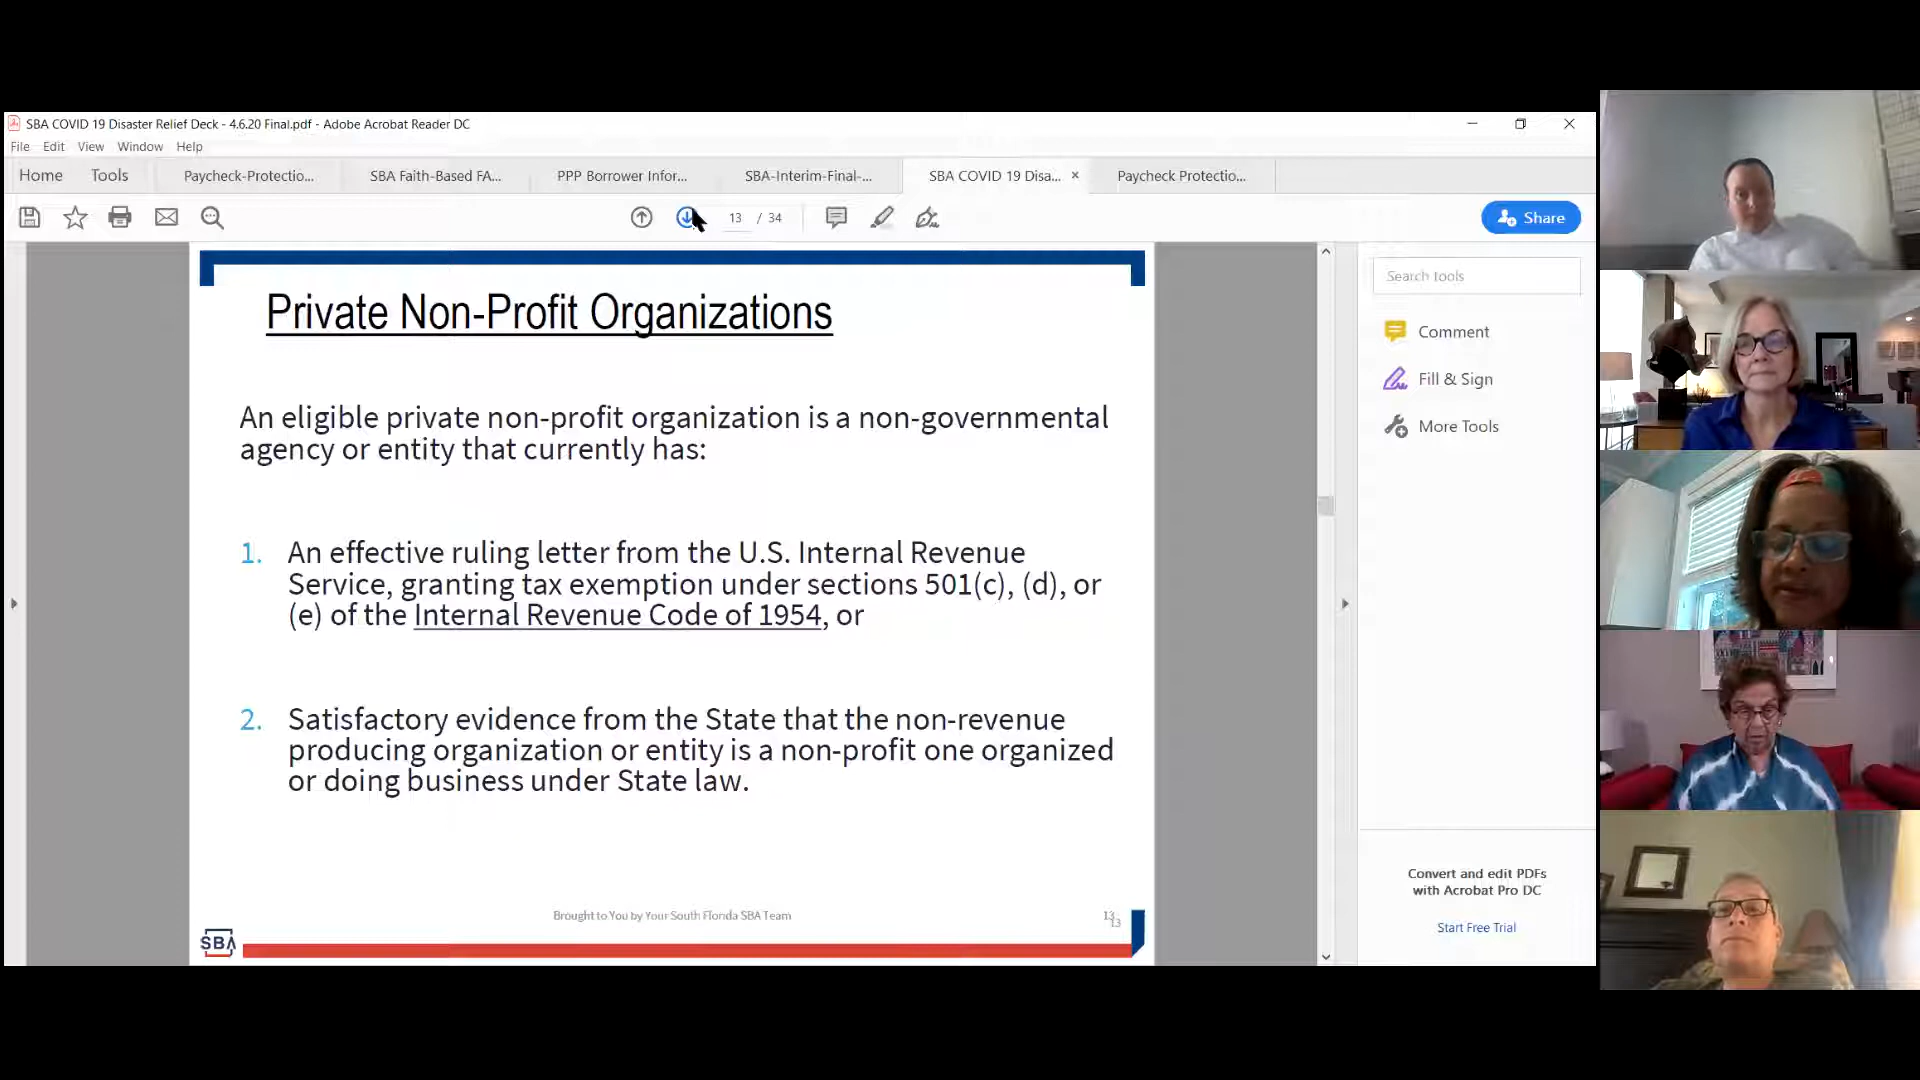 SBA COVID 19 Disaster Relief Deck - 4.6.20 Final.pdf - Adobe Acrobat Reader DC
File Edit View Window Help
Home Tools Paycheck-Protectio... SBA Faith-Based FA... PPP Borrower Infor... SBA-Interim-Final-... SBA COVID 19 Disa... × Paycheck Protectio...
13 / 34 Share
Private Non-Profit Organizations
An eligible private non-profit organization is a non-governmental
agency or entity that currently has:
1. An effective ruling letter from the U.S. Internal Revenue
Service, granting tax exemption under sections 501(c), (d), or
(e) of the Internal Revenue Code of 1954, or
2. Satisfactory evidence from the State that the non-revenue
producing organization or entity is a non-profit one organized
or doing business under State law.
Brought to You by Your South Florida SBA Team
13
13
SBA
Search tools
Comment
Fill & Sign
More Tools
Convert and edit PDFs
with Acrobat Pro DC
Start Free Trial